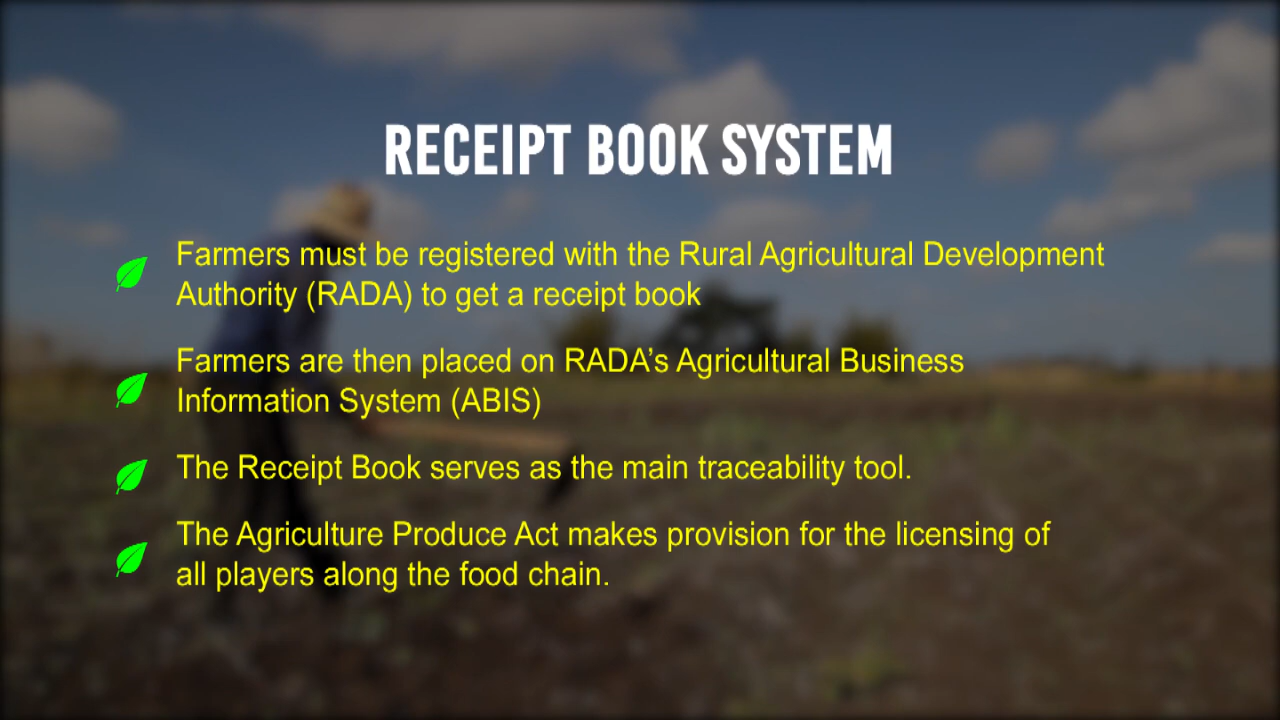 RECEIPT BOOK SYSTEM
Farmers must be registered with the Rural Agricultural Development
Authority (RADA) to get a receipt book
Farmers are then placed on RADA’s Agricultural Business
Information System (ABIS)
The Receipt Book serves as the main traceability tool.
The Agriculture Produce Act makes provision for the licensing of
all players along the food chain.